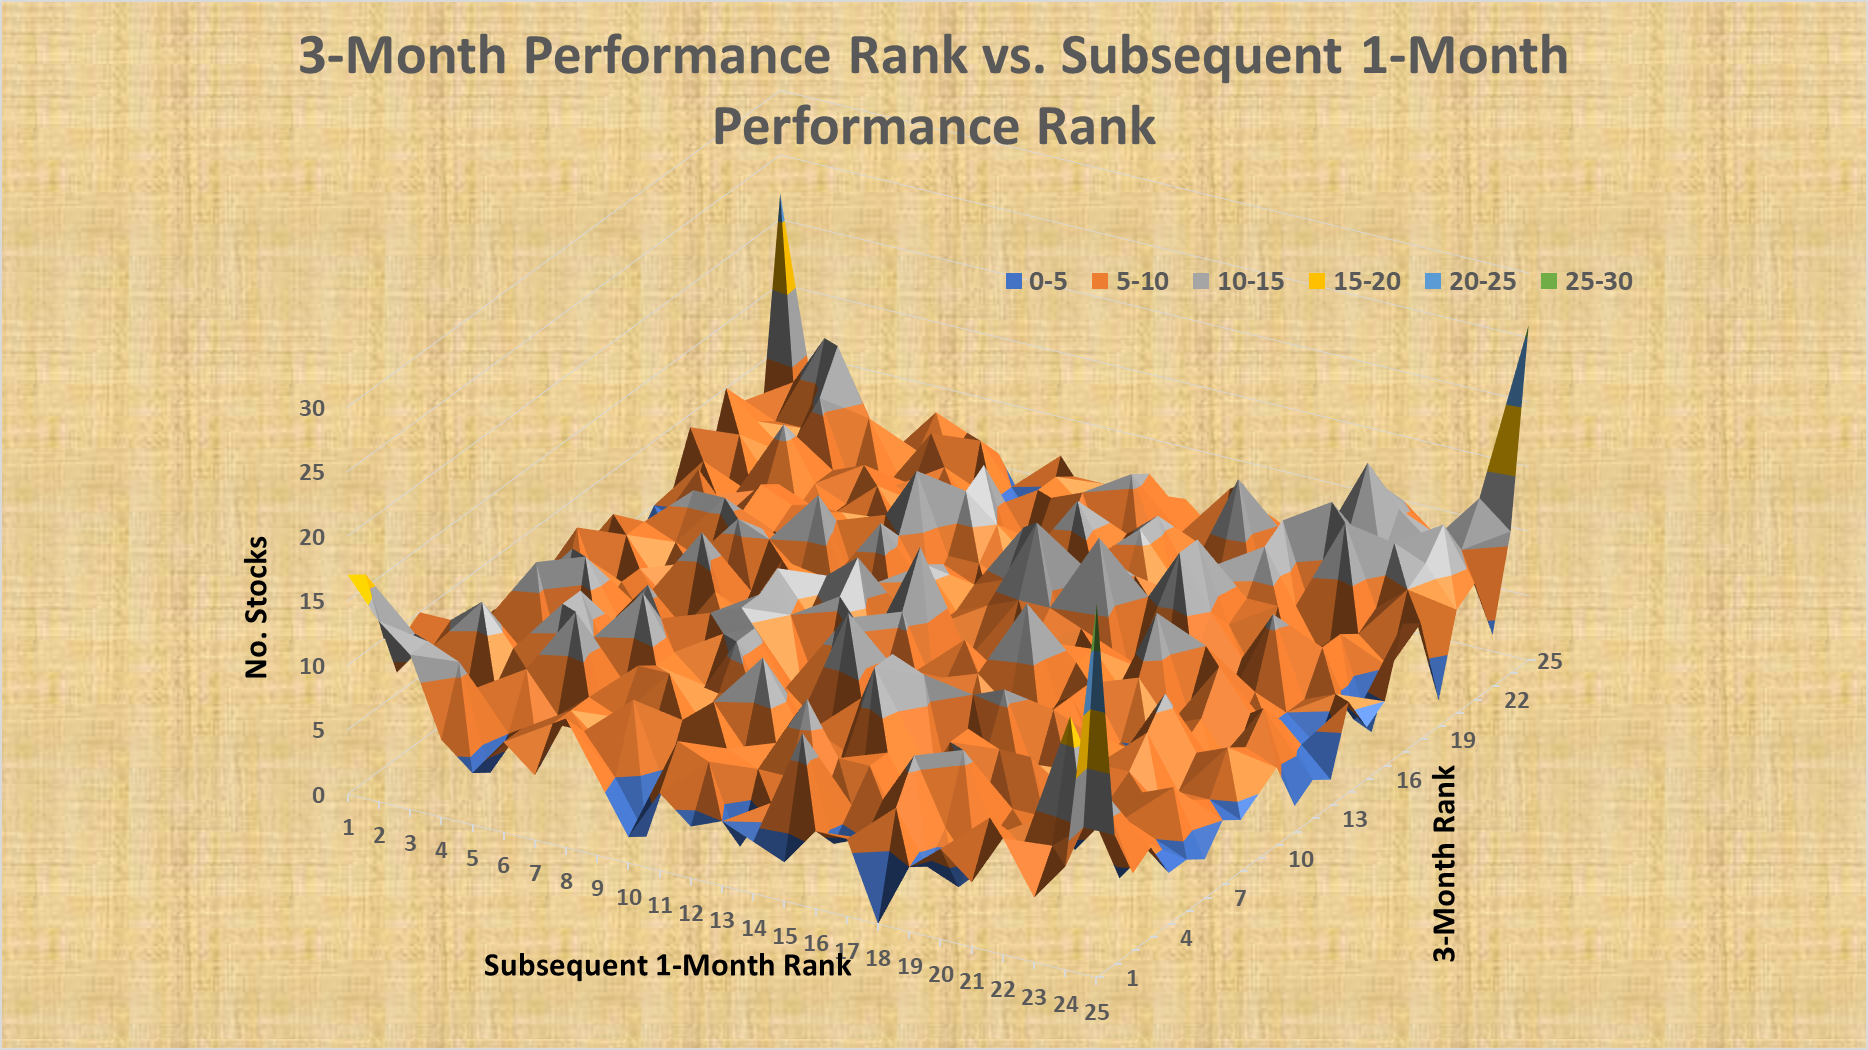 3-Month Performance Rank vs. Subsequent 1-Month
Performance Rank
0-5 5-10 10-15 15-20 20-25 25-30
No. Stocks
30
25
20
15
10
5
0
1 2 3 4 5 6 7 8 9 10 11 12 13 14 15 16 17 18 19 20 21 22 23 24 25
Subsequent 1-Month Rank
25
22
19
16
13
10
7
4
1
3-Month Rank